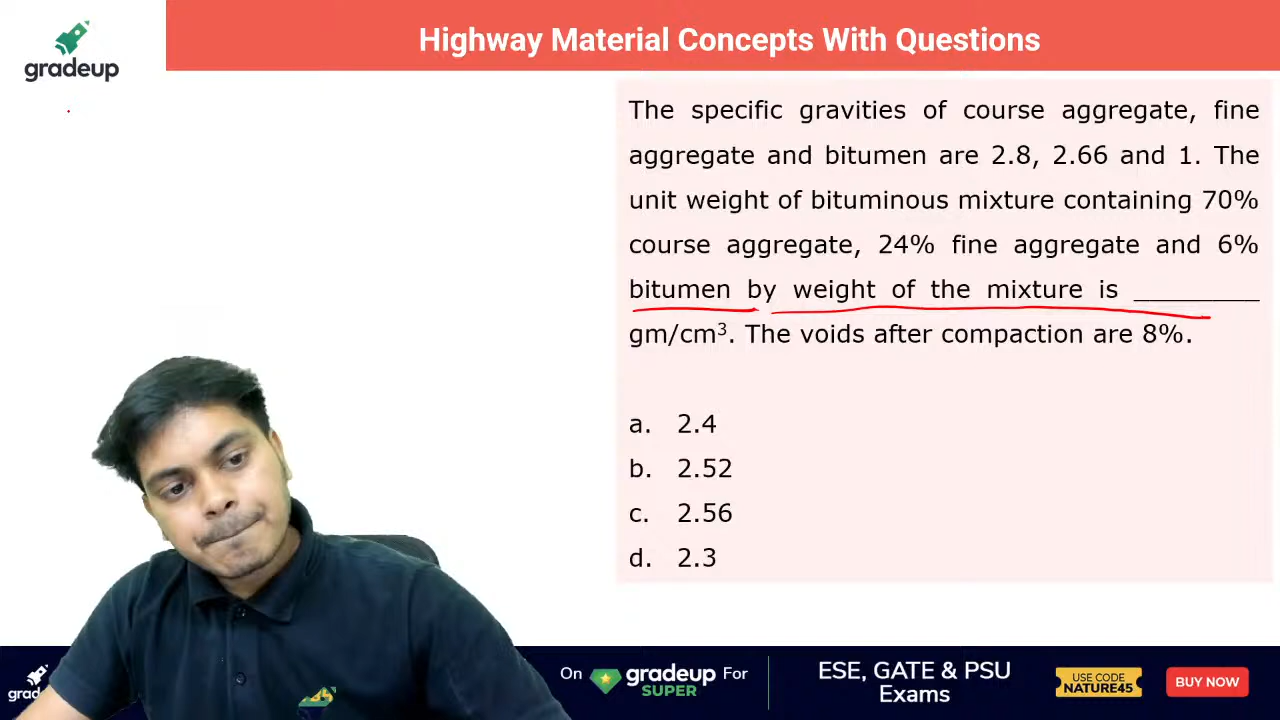 gradeup
Highway Material Concepts With Questions
The specific gravities of course aggregate, fine
aggregate and bitumen are 2.8, 2.66 and 1. The
unit weight of bituminous mixture containing 70%
course aggregate, 24% fine aggregate and 6%
bitumen by weight of the mixture is ________
gm/cm³. The voids after compaction are 8%.
a. 2.4
b. 2.52
c. 2.56
d. 2.3
On gradeup For
SUPER
ESE, GATE & PSU
Exams
USE CODE
NATURE45
BUY NOW